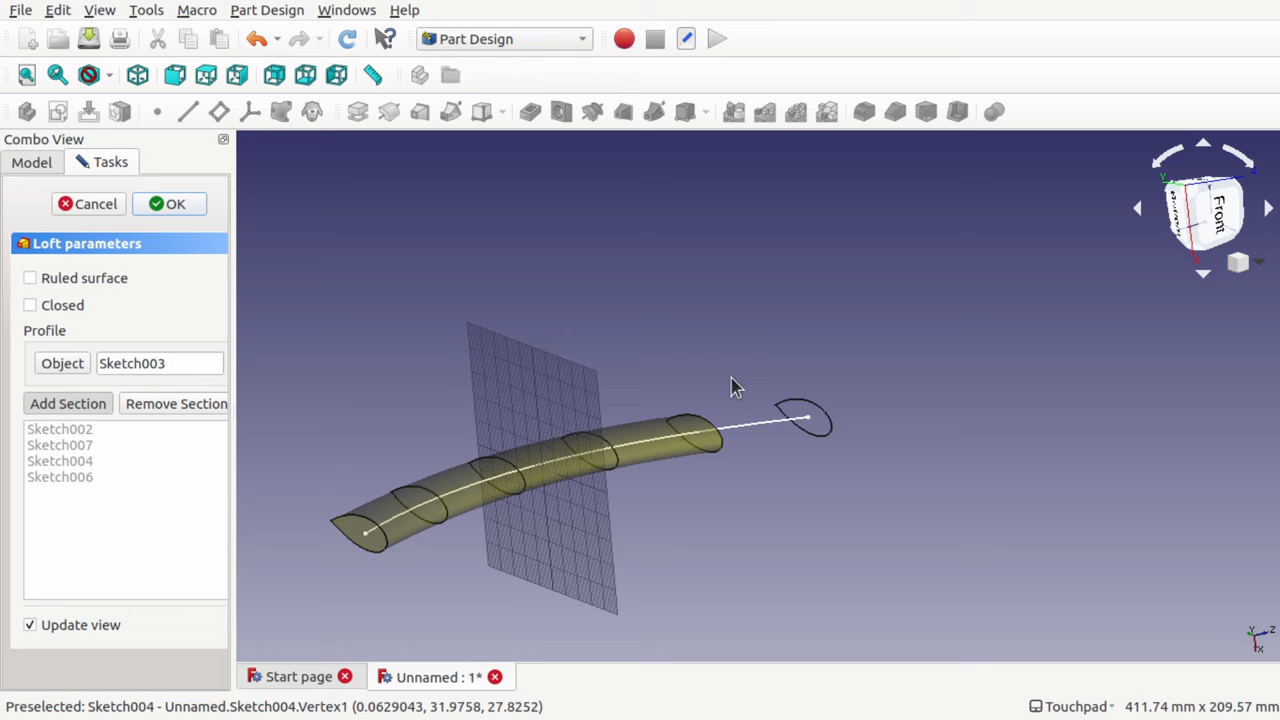 File Edit View Tools Macro Part Design Windows Help
Part Design
Combo View
Model Tasks
Cancel OK
Loft parameters
Ruled surface
Closed
Profile
Object Sketch003
Add Section Remove Section
Sketch002
Sketch007
Sketch004
Sketch006
Update view
Front
Y
X
Y Z
X
Start page Unnamed : 1*
Preselected: Sketch004 - Unnamed.Sketch004.Vertex1 (0.0629043, 31.9758, 27.8252) Touchpad 411.74 mm x 209.57 mm